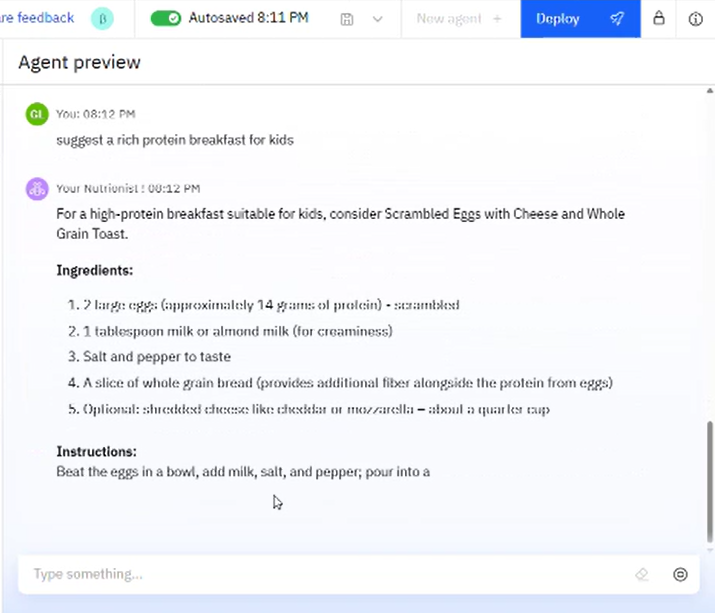 re feedback β Autosaved 8:11 PM New agent + Deploy
Agent preview
GL You: 08:12 PM
suggest a rich protein breakfast for kids
Your Nutrionist ! 08:12 PM
For a high-protein breakfast suitable for kids, consider Scrambled Eggs with Cheese and Whole
Grain Toast.
Ingredients:
1. 2 large eggs (approximately 14 grams of protein) - scrambled
2. 1 tablespoon milk or almond milk (for creaminess)
3. Salt and pepper to taste
4. A slice of whole grain bread (provides additional fiber alongside the protein from eggs)
5. Optional: shredded cheese like cheddar or mozzarella – about a quarter cup
Instructions:
Beat the eggs in a bowl, add milk, salt, and pepper; pour into a
Type something...